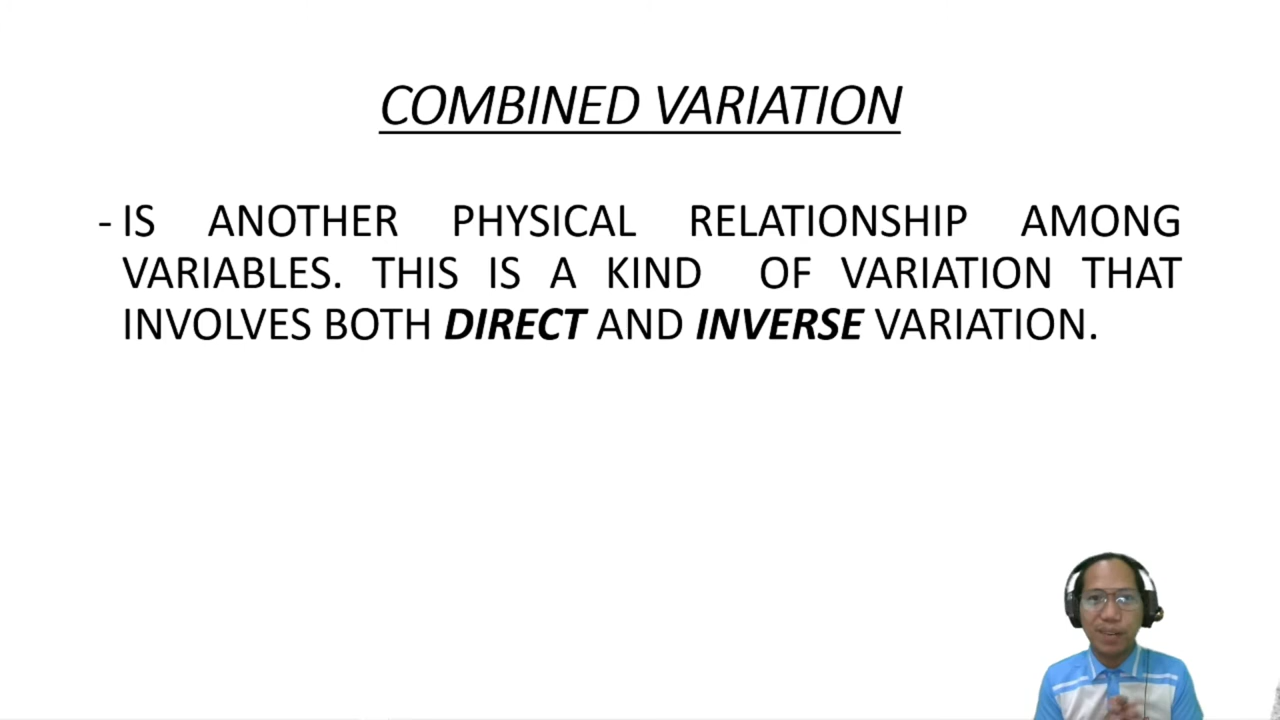 COMBINED VARIATION
- IS ANOTHER PHYSICAL RELATIONSHIP AMONG
VARIABLES. THIS IS A KIND OF VARIATION THAT
INVOLVES BOTH DIRECT AND INVERSE VARIATION.